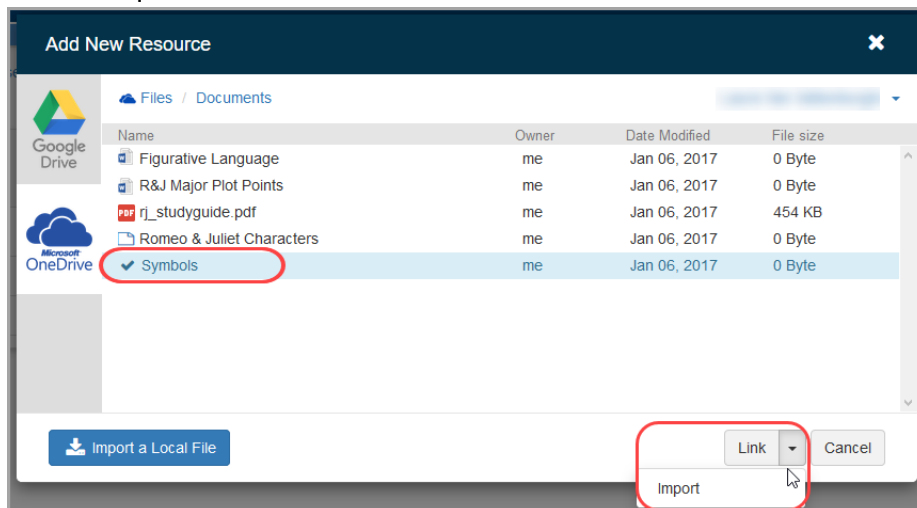 Add New Resource
Files / Documents
Name Owner Date Modified File size
Google
Drive
Figurative Language me Jan 06, 2017 0 Byte
R&J Major Plot Points me Jan 06, 2017 0 Byte
PDF rj_studyguide.pdf me Jan 06, 2017 454 KB
Romeo & Juliet Characters me Jan 06, 2017 0 Byte
Microsoft
OneDrive
Symbols me Jan 06, 2017 0 Byte
Import a Local File Link Cancel
Import